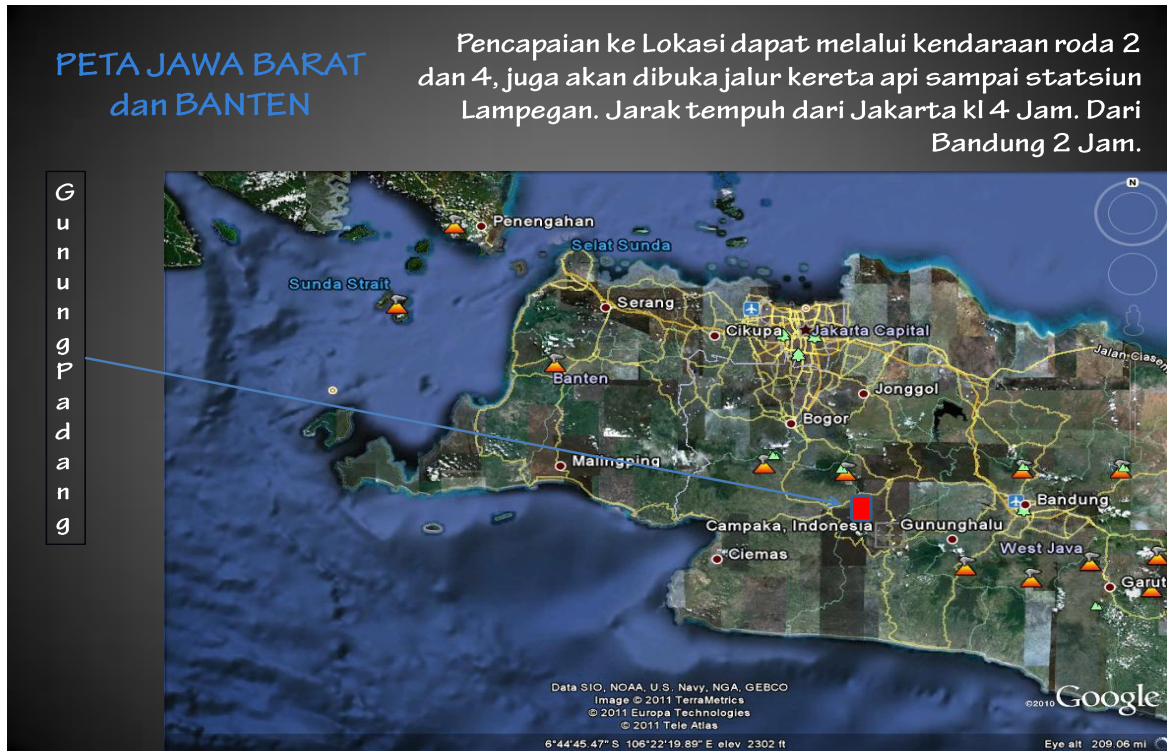 PETA JAWA BARAT
dan BANTEN
Pencapaian ke Lokasi dapat melalui kendaraan roda 2
dan 4, juga akan dibuka jalur kereta api sampai statsiun
Lampegan. Jarak tempuh dari Jakarta kl 4 Jam. Dari
Bandung 2 Jam.
GunungPadang
N
Penengahan
Selat Sunda
Sunda Strait
Serang
Cikupa
Jakarta Capital
Jalan Ciasem
Banten
Jonggol
Bogor
Malingping
Bandung
Campaka, Indonesia
Gununghalu
West Java
Ciemas
Garut
Data SIO, NOAA, U.S. Navy, NGA, GEBCO
Image © 2011 TerraMetrics
© 2011 Europa Technologies
© 2011 Tele Atlas
©2010 Google
6°44'45.47" S 106°22'19.89" E elev 2302 ft
Eye alt 209.06 mi